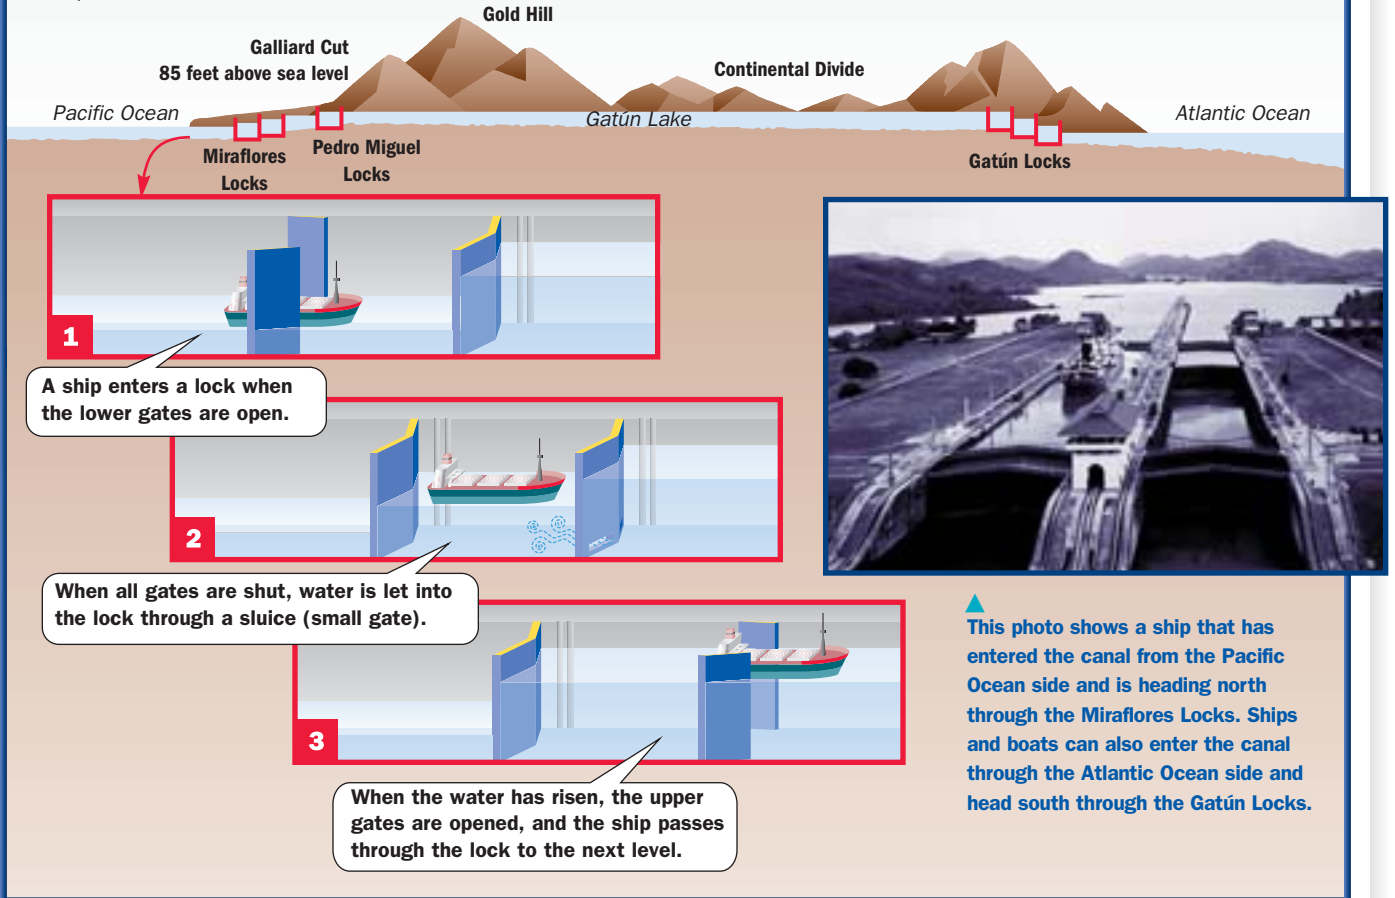 Gold Hill
Galliard Cut
85 feet above sea level
Continental Divide
Pacific Ocean
Gatún Lake
Atlantic Ocean
Miraflores
Locks
Pedro Miguel
Locks
Gatún Locks
1
A ship enters a lock when
the lower gates are open.
2
When all gates are shut, water is let into
the lock through a sluice (small gate).
3
When the water has risen, the upper
gates are opened, and the ship passes
through the lock to the next level.
This photo shows a ship that has
entered the canal from the Pacific
Ocean side and is heading north
through the Miraflores Locks. Ships
and boats can also enter the canal
through the Atlantic Ocean side and
head south through the Gatún Locks.